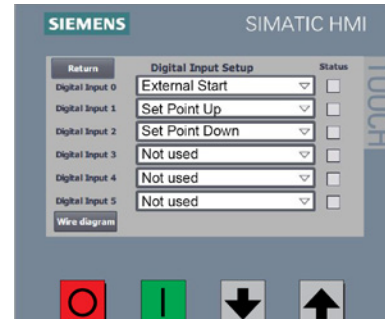 SIEMENS SIMATIC HMI
TOUCH
Return Digital Input Setup Status
Digital Input 0 External Start
Digital Input 1 Set Point Up
Digital Input 2 Set Point Down
Digital Input 3 Not used
Digital Input 4 Not used
Digital Input 5 Not used
Wire diagram